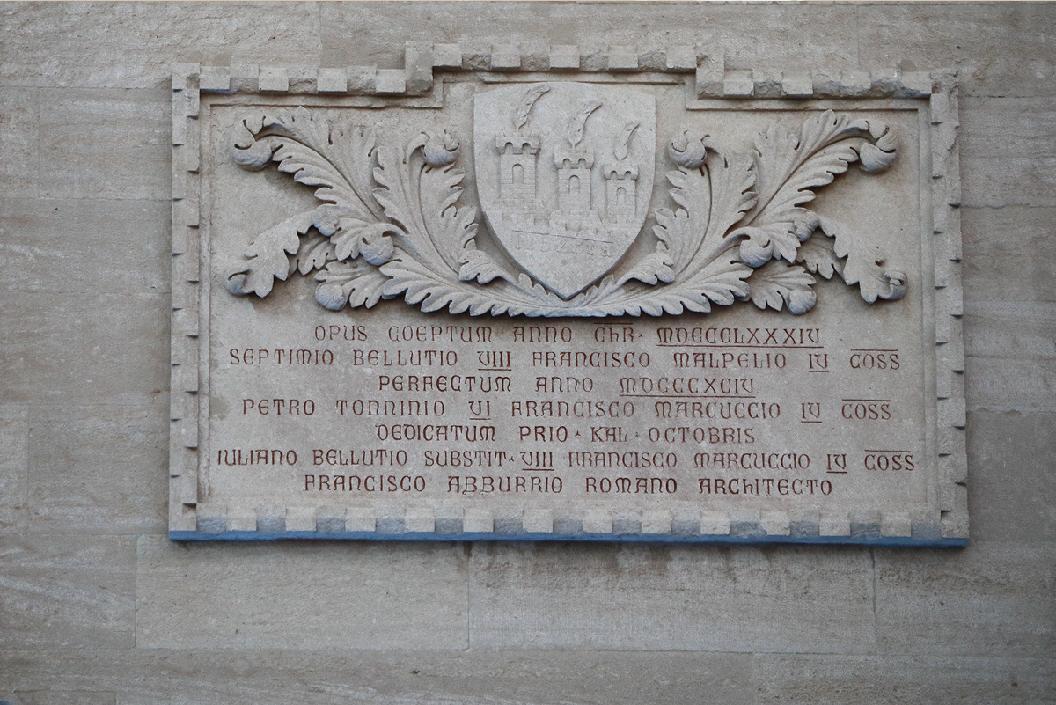 OPUS COEPTUM ANNO CHR· MDCCCLXXXIV
SEPTIMIO BELLUTIO VIII FRANCISCO MALPELIO IV COSS
PERFECTUM ANNO MDCCCXCIV
PETRO TONNINIO VI FRANCISCO MARCUCCIO IV COSS
DEDICATUM PRID· KAL· OCTOBRIS
IULIANO BELLUTIO SUBSTIT· VIII FRANCISCO MARCUCCIO IV COSS
FRANCISCO AZZURRIO ROMANO ARCHITECTO